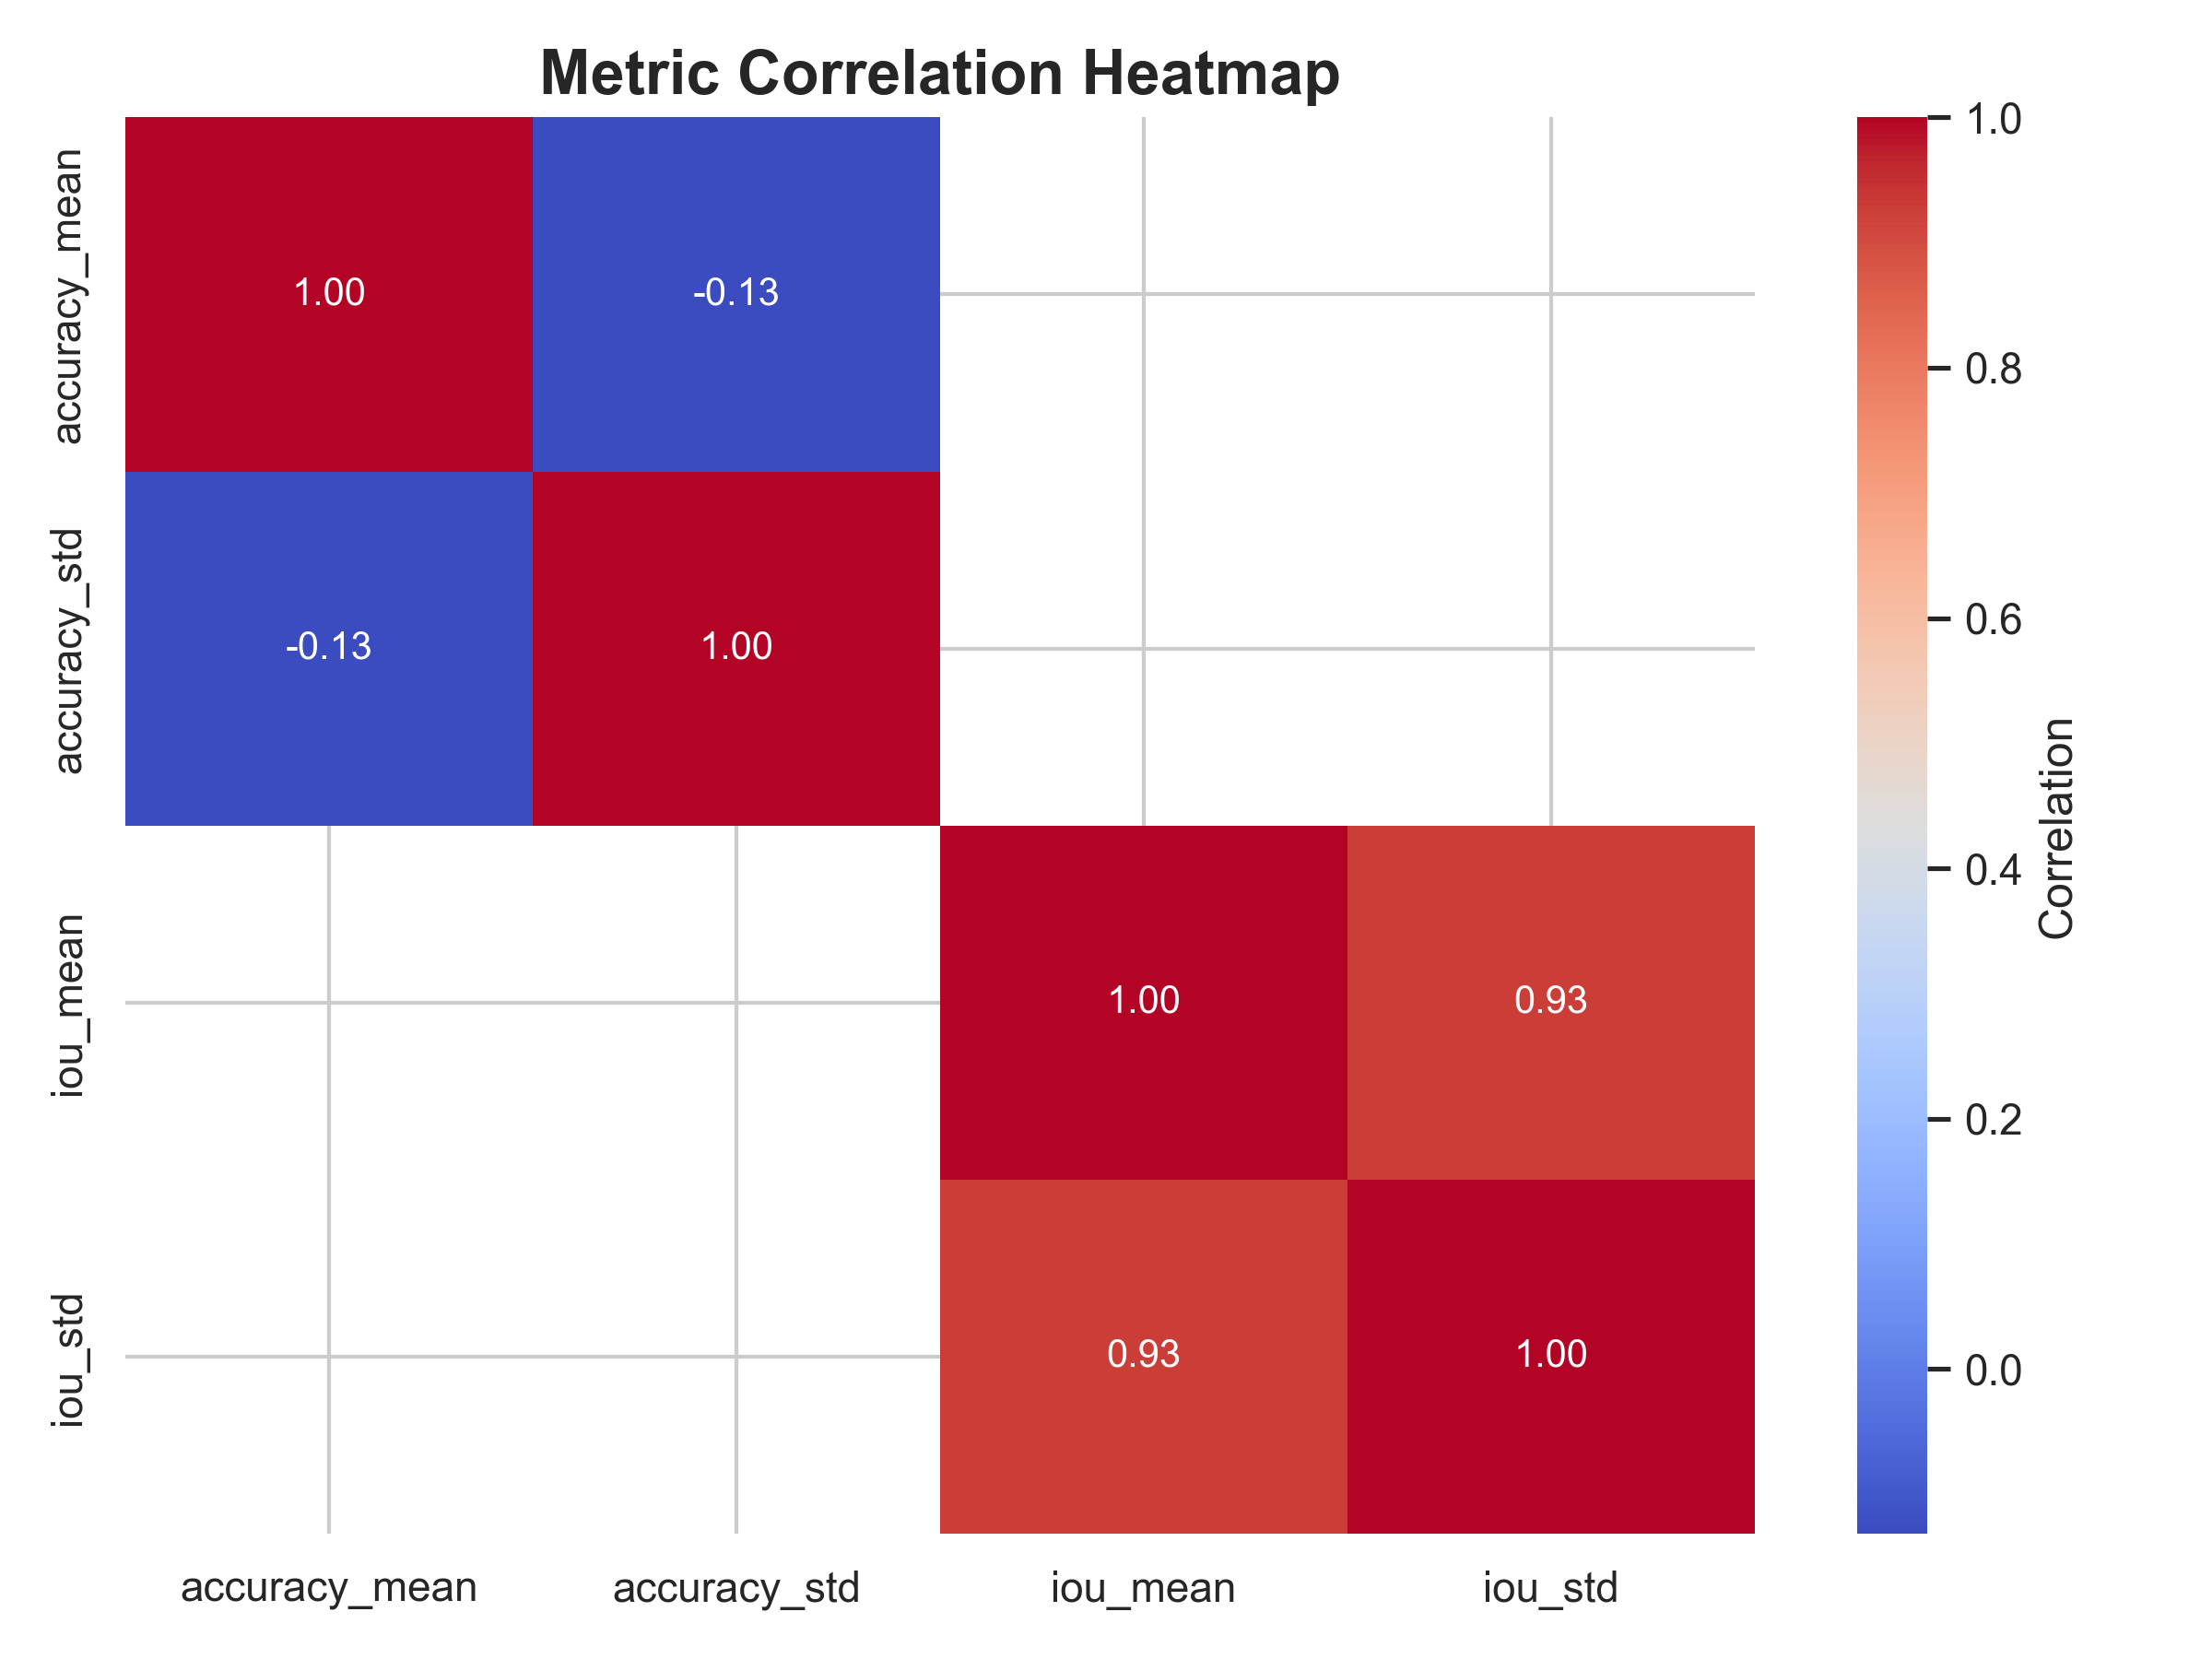 Metric Correlation Heatmap
accuracy_mean
1.00
-0.13
accuracy_std
-0.13
1.00
iou_mean
1.00
0.93
iou_std
0.93
1.00
accuracy_mean
accuracy_std
iou_mean
iou_std
1.0
0.8
0.6
0.4
0.2
0.0
Correlation